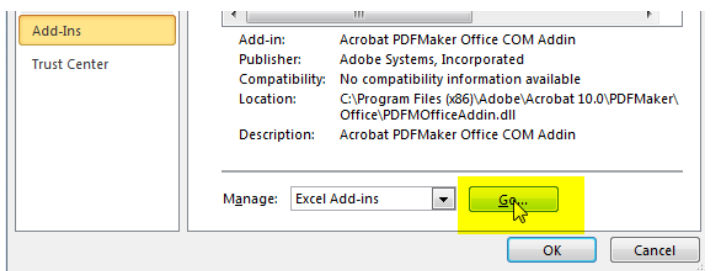 Add-Ins
Trust Center
Add-in: Acrobat PDFMaker Office COM Addin
Publisher: Adobe Systems, Incorporated
Compatibility: No compatibility information available
Location: C:\Program Files (x86)\Adobe\Acrobat 10.0\PDFMaker\
Office\PDFMOfficeAddin.dll
Description: Acrobat PDFMaker Office COM Addin
Manage: Excel Add-ins Go...
OK Cancel